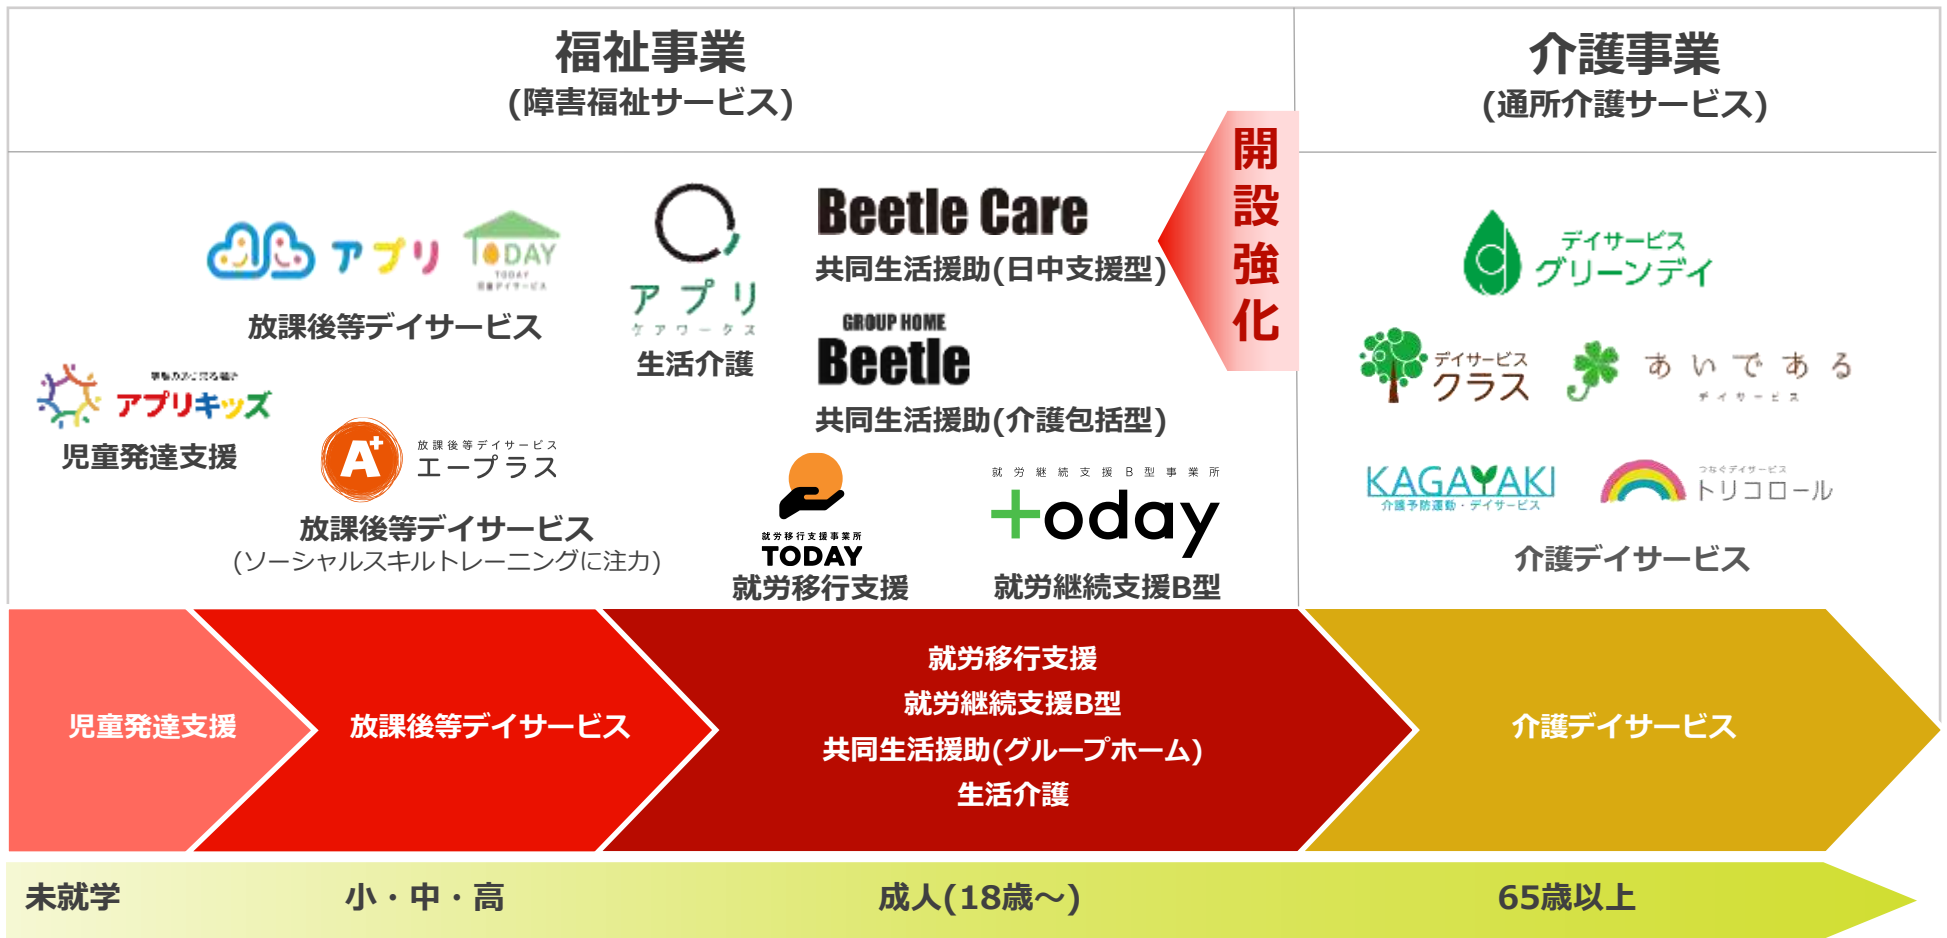 福祉事業
(障害福祉サービス)
介護事業
(通所介護サービス)
開設強化
アプリ
TODAY
TODAY
児童デイサービス
放課後等デイサービス
アプリキッズ
児童発達支援
A+
放課後等デイサービス
エープラス
放課後等デイサービス
(ソーシャルスキルトレーニングに注力)
アプリ
ケアワークス
生活介護
Beetle Care
共同生活援助(日中支援型)
GROUP HOME
Beetle
共同生活援助(介護包括型)
就労移行支援事業所
TODAY
就労移行支援
就労継続支援B型事業所
today
就労継続支援B型
d
デイサービス
グリーンデイ
デイサービス
クラス
あいである
デイサービス
KAGAYAKI
介護予防運動・デイサービス
つなぐデイサービス
トリコロール
介護デイサービス
児童発達支援
放課後等デイサービス
就労移行支援
就労継続支援B型
共同生活援助(グループホーム)
生活介護
介護デイサービス
未就学
小・中・高
成人(18歳～)
65歳以上